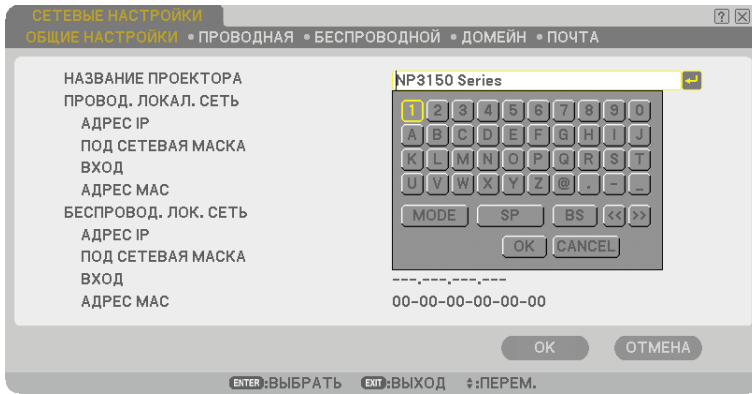 СЕТЕВЫЕ НАСТРОЙКИ
ОБЩИЕ НАСТРОЙКИ • ПРОВОДНАЯ • БЕСПРОВОДНОЙ • ДОМЕЙН • ПОЧТА
НАЗВАНИЕ ПРОЕКТОРА NP3150 Series
ПРОВОД. ЛОКАЛ. СЕТЬ
1 2 3 4 5 6 7 8 9 0
АДРЕС IP
A B C D E F G H I J
ПОД СЕТЕВАЯ МАСКА
K L M N O P Q R S T
ВХОД
U V W X Y Z @ . - _
АДРЕС MAC
БЕСПРОВОД. ЛОК. СЕТЬ
MODE SP BS << >>
АДРЕС IP
OK CANCEL
ПОД СЕТЕВАЯ МАСКА
ВХОД ---.---.---.---
АДРЕС MAC 00-00-00-00-00-00
OK ОТМЕНА
ENTER:ВЫБРАТЬ EXIT:ВЫХОД :ПЕРЕМ.